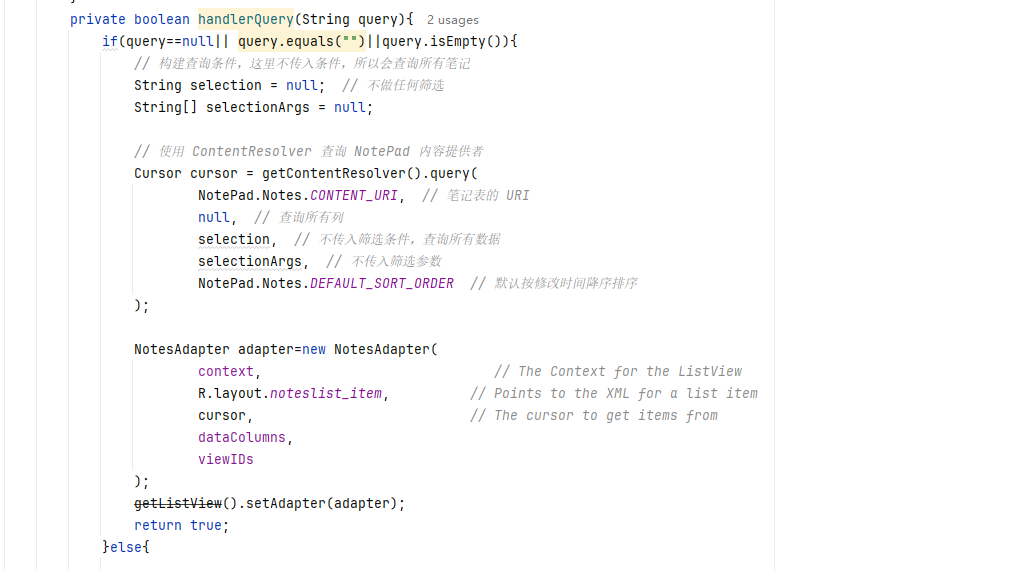 private boolean handlerQuery(String query){ 2 usages
if(query==null|| query.equals("")||query.isEmpty()){
// 构建查询条件，这里不传入条件，所以会查询所有笔记
String selection = null; // 不做任何筛选
String[] selectionArgs = null;
// 使用 ContentResolver 查询 NotePad 内容提供者
Cursor cursor = getContentResolver().query(
NotePad.Notes.CONTENT_URI, // 笔记表的 URI
null, // 查询所有列
selection, // 不传入筛选条件，查询所有数据
selectionArgs, // 不传入筛选参数
NotePad.Notes.DEFAULT_SORT_ORDER // 默认按修改时间降序排序
);
NotesAdapter adapter=new NotesAdapter(
context, // The Context for the ListView
R.layout.noteslist_item, // Points to the XML for a list item
cursor, // The cursor to get items from
dataColumns,
viewIDs
);
getListView().setAdapter(adapter);
return true;
}else{